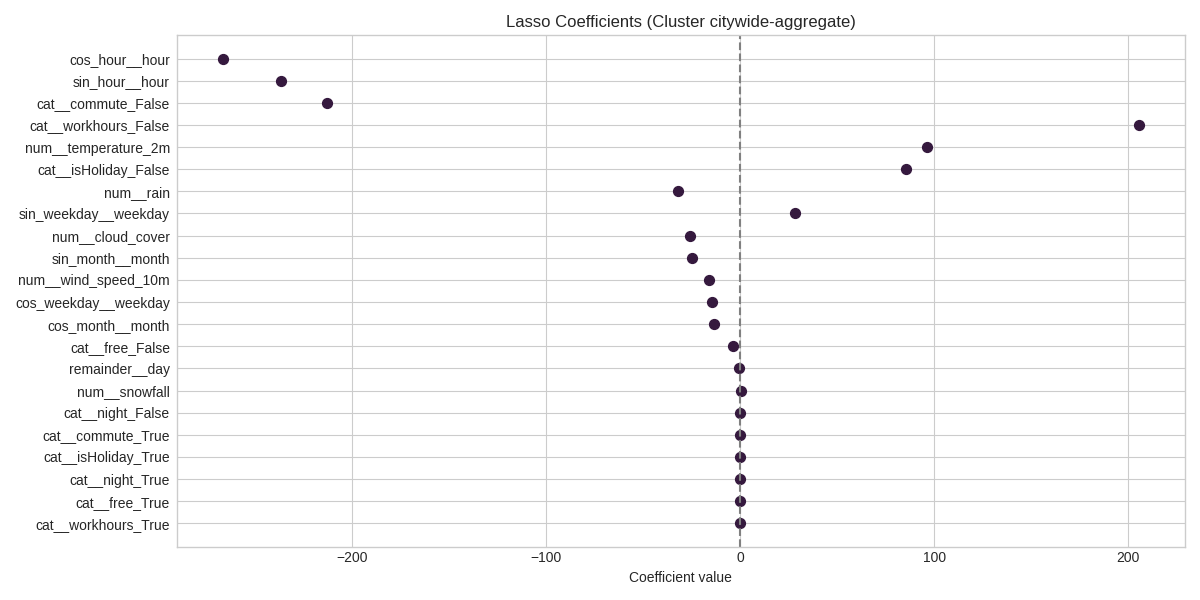 Lasso Coefficients (Cluster citywide-aggregate)
cos_hour__hour
sin_hour__hour
cat__commute_False
cat__workhours_False
num__temperature_2m
cat__isHoliday_False
num__rain
sin_weekday__weekday
num__cloud_cover
sin_month__month
num__wind_speed_10m
cos_weekday__weekday
cos_month__month
cat__free_False
remainder__day
num__snowfall
cat__night_False
cat__commute_True
cat__isHoliday_True
cat__night_True
cat__free_True
cat__workhours_True
−200 −100 0 100 200
Coefficient value